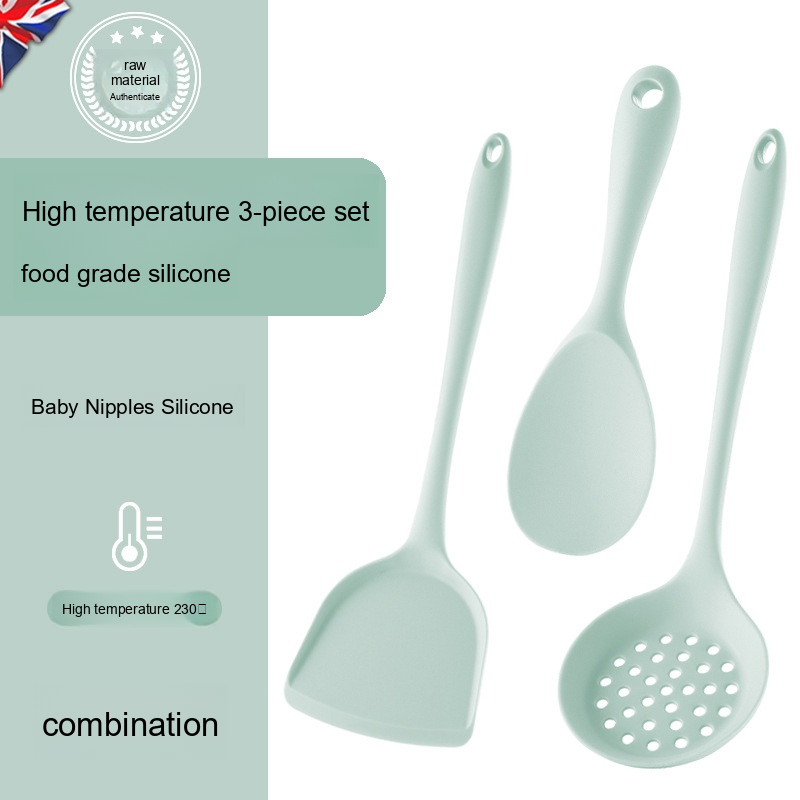 raw
material
Authenticate
High temperature 3-piece set
food grade silicone
Baby Nipples Silicone
High temperature 230□
combination